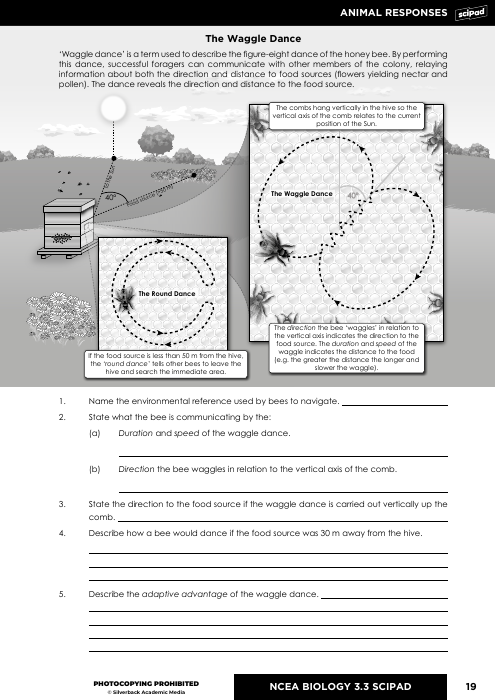 ANIMAL RESPONSES
scipad
The Waggle Dance
'Waggle dance' is a term used to describe the figure-eight dance of the honey bee. By performing
this dance, successful foragers can communicate with other members of the colony, relaying
information about both the direction and distance to food sources (flowers yielding nectar and
pollen). The dance reveals the direction and distance to the food source.
The combs hang vertically in the hive so the
vertical axis of the comb relates to the current
position of the Sun.
The Waggle Dance
40°
40°
The Round Dance
If the food source is less than 50 m from the hive,
the 'round dance' tells other bees to leave the
hive and search the immediate area.
The direction the bee 'waggles' in relation to
the vertical axis indicates the direction to the
food source. The duration and speed of the
waggle indicates the distance to the food
(e.g. the greater the distance the longer and
slower the waggle).
1. Name the environmental reference used by bees to navigate.
2. State what the bee is communicating by the:
(a) Duration and speed of the waggle dance.
(b) Direction the bee waggles in relation to the vertical axis of the comb.
3. State the direction to the food source if the waggle dance is carried out vertically up the
comb.
4. Describe how a bee would dance if the food source was 30 m away from the hive.
5. Describe the adaptive advantage of the waggle dance.
PHOTOCOPYING PROHIBITED
© Silverback Academic Media
NCEA BIOLOGY 3.3 SCIPAD
19